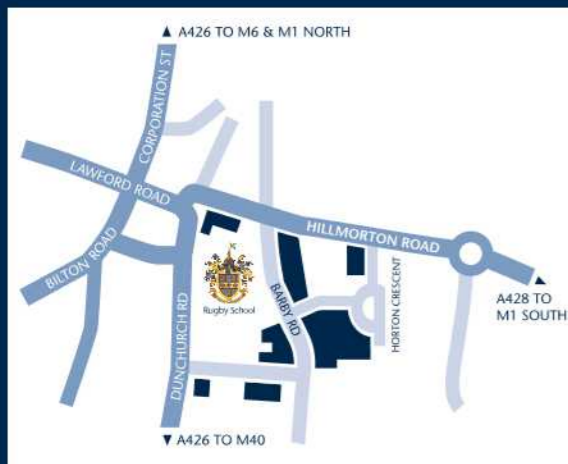 ▲ A426 TO M6 & M1 NORTH
CORPORATION ST
LAWFORD ROAD
BILTON ROAD
HILLMORTON ROAD
DUNCHURCH RD
Rugby School
BARBY RD
HORTON CRESCENT
A428 TO
M1 SOUTH
▼ A426 TO M40